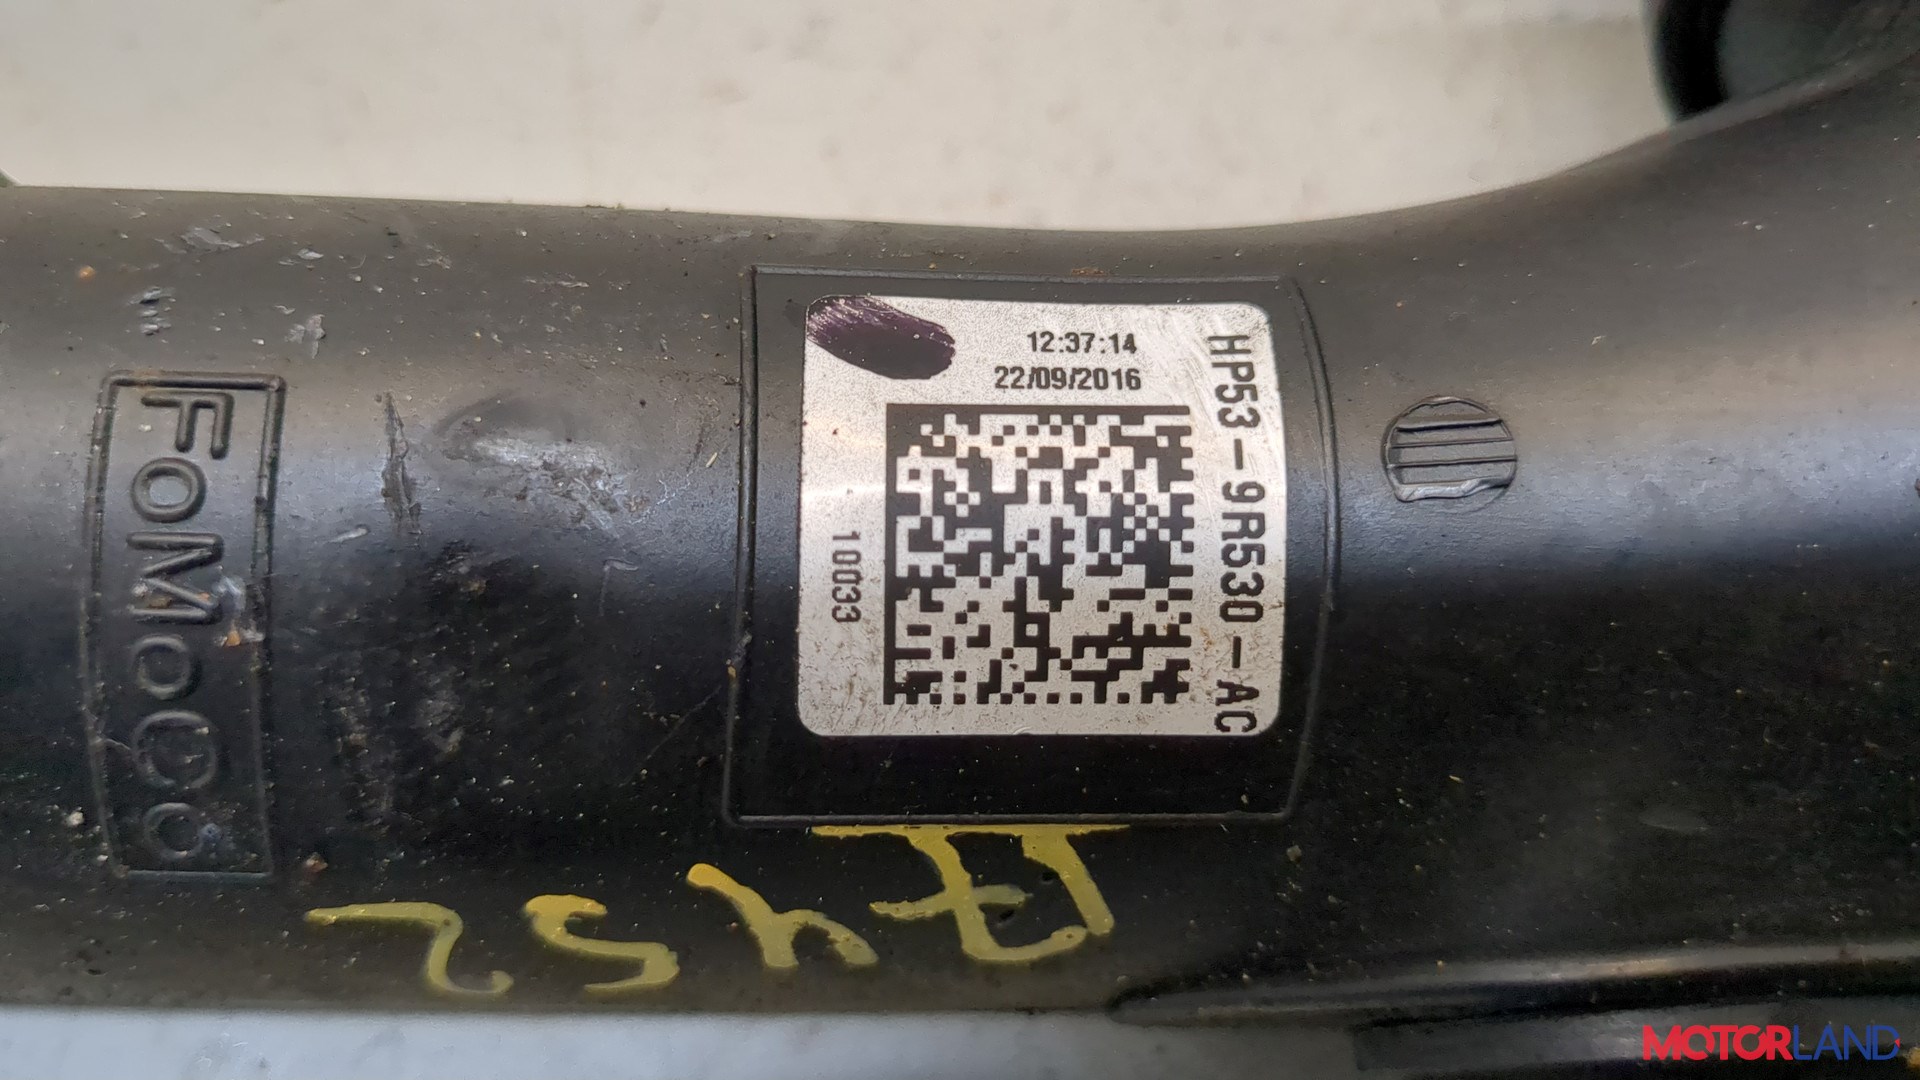 FoMoCo
12:37:14
22/09/2016
HP53-9R530-AC
10033
MOTORLAND